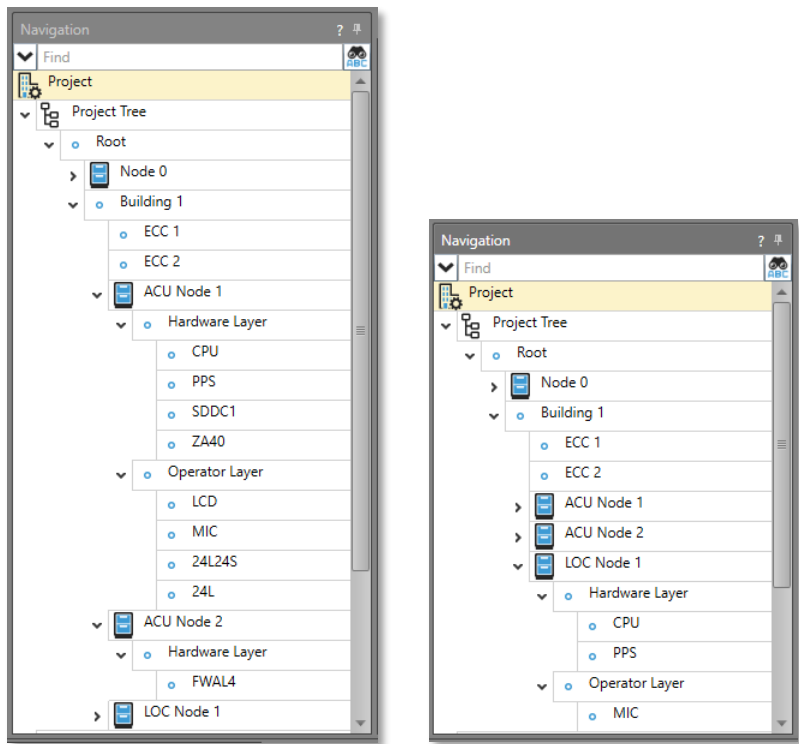 Navigation ?
Find ABC
Project
Project Tree
Root
Node 0
Building 1
ECC 1
ECC 2
ACU Node 1
Hardware Layer
CPU
PPS
SDDC1
ZA40
Operator Layer
LCD
MIC
24L24S
24L
ACU Node 2
Hardware Layer
FWAL4
LOC Node 1
Navigation ?
Find ABC
Project
Project Tree
Root
Node 0
Building 1
ECC 1
ECC 2
ACU Node 1
ACU Node 2
LOC Node 1
Hardware Layer
CPU
PPS
Operator Layer
MIC